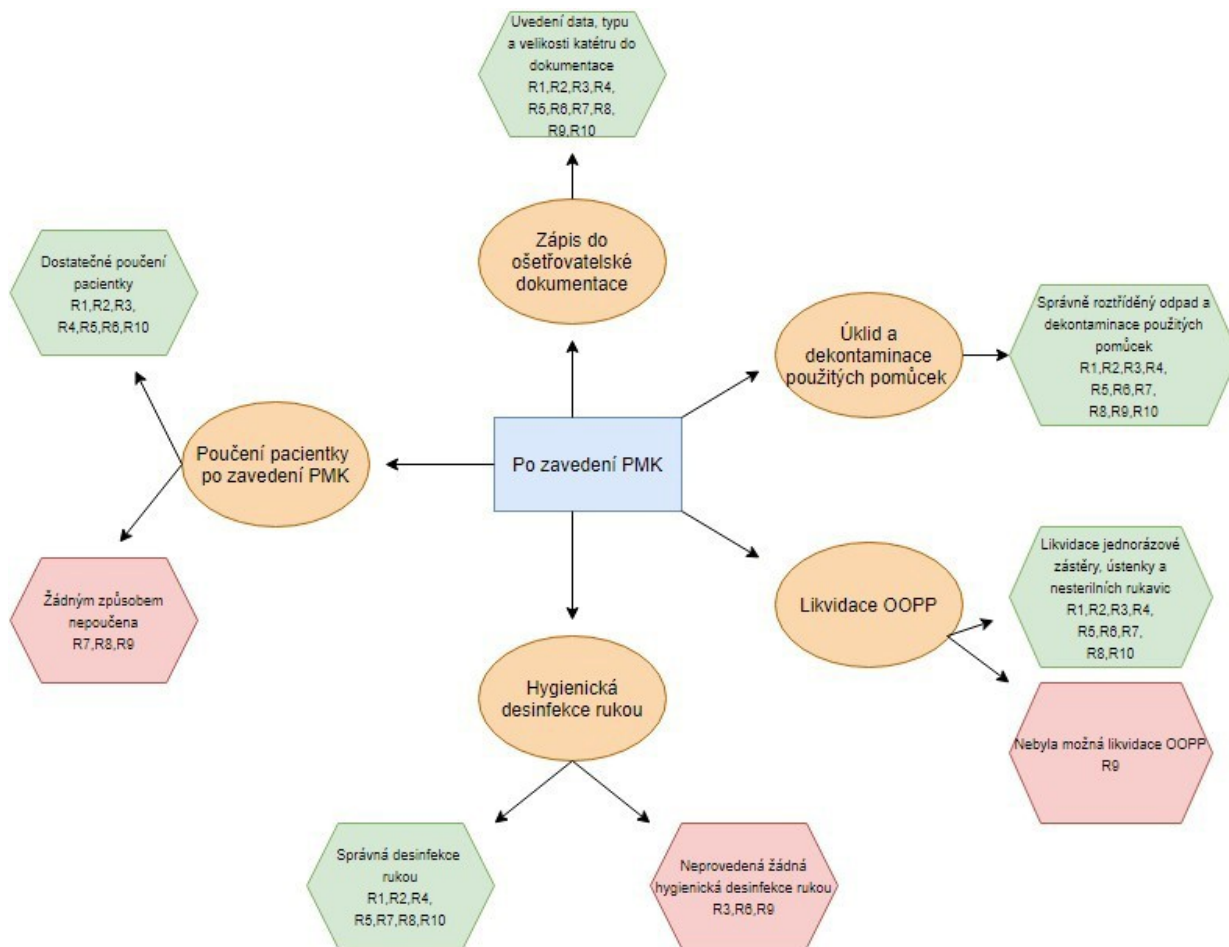 Uvedení data, typu
a velikosti katétru do
dokumentace
R1,R2,R3,R4,
R5,R6,R7,R8,
R9,R10
Zápis do
ošetřovatelské
dokumentace
Dostatečné poučení
pacientky
R1,R2,R3,
R4,R5,R6,R10
Úklid a
dekontaminace
použitých pomůcek
Správně roztříděný odpad a
dekontaminace použitých
pomůcek
R1,R2,R3,R4,
R5,R6,R7,
R8,R9,R10
Poučení pacientky
po zavedení PMK
Po zavedení PMK
Žádným způsobem
nepoučena
R7,R8,R9
Likvidace OOPP
Likvidace jednorázové
zástěry, ústenky a
nesterilních rukavic
R1,R2,R3,R4,
R5,R6,R7,
R8,R10
Hygienická
desinfekce rukou
Nebyla možná likvidace OOPP
R9
Správná desinfekce
rukou
R1,R2,R4,
R5,R7,R8,R10
Neprovedená žádná
hygienická desinfekce rukou
R3,R6,R9